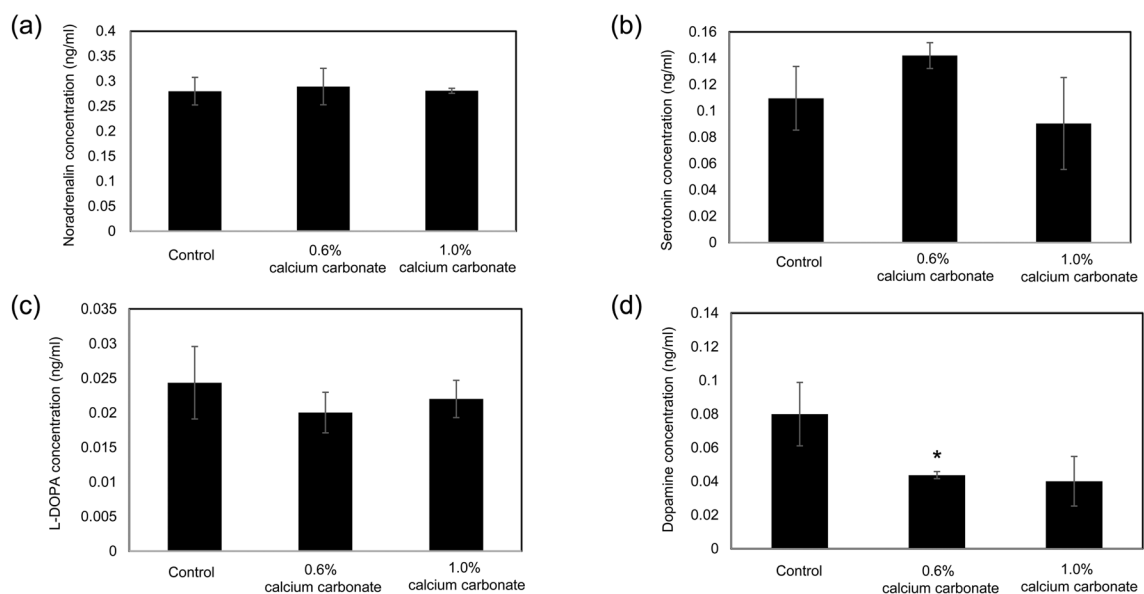 (a)
Noradrenalin concentration (ng/ml)
0.4
0.35
0.3
0.25
0.2
0.15
0.1
0.05
0
Control
0.6%
calcium carbonate
1.0%
calcium carbonate
(b)
Serotonin concentration (ng/ml)
0.16
0.14
0.12
0.1
0.08
0.06
0.04
0.02
0
Control
0.6%
calcium carbonate
1.0%
calcium carbonate
(c)
L-DOPA concentration (ng/ml)
0.035
0.03
0.025
0.02
0.015
0.01
0.005
0
Control
0.6%
calcium carbonate
1.0%
calcium carbonate
(d)
Dopamine concentration (ng/ml)
0.14
0.12
0.1
0.08
0.06
0.04
0.02
0
*
Control
0.6%
calcium carbonate
1.0%
calcium carbonate